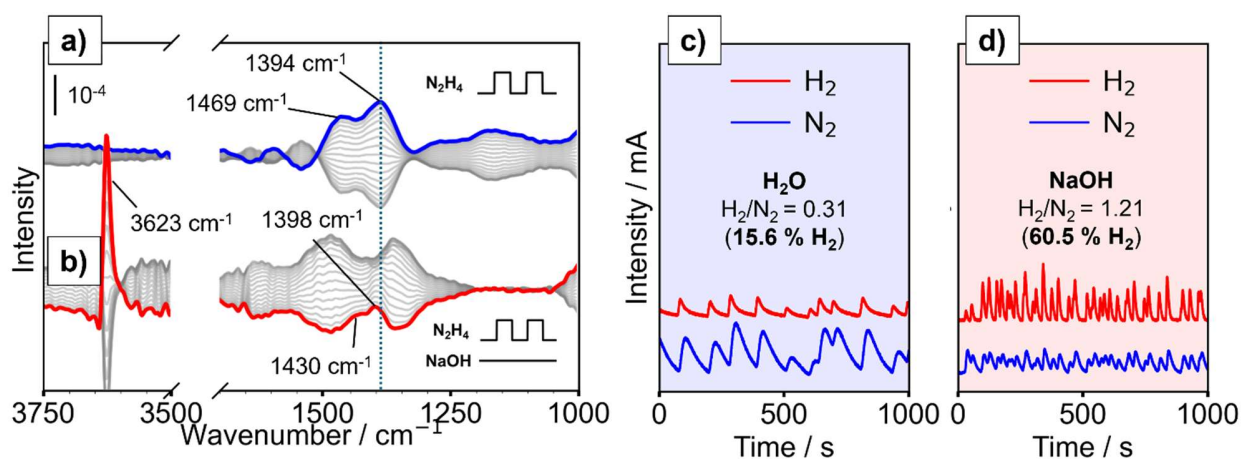 a)
10⁻⁴
1394 cm⁻¹
1469 cm⁻¹
N₂H₄
3623 cm⁻¹
b)
1398 cm⁻¹
1430 cm⁻¹
N₂H₄
NaOH
Intensity
3750 3500 1500 1250 1000
Wavenumber / cm⁻¹
c)
H₂
N₂
H₂O
H₂/N₂ = 0.31
(15.6 % H₂)
Intensity / mA
0 500 1000
Time / s
d)
H₂
N₂
NaOH
H₂/N₂ = 1.21
(60.5 % H₂)
0 500 1000
Time / s